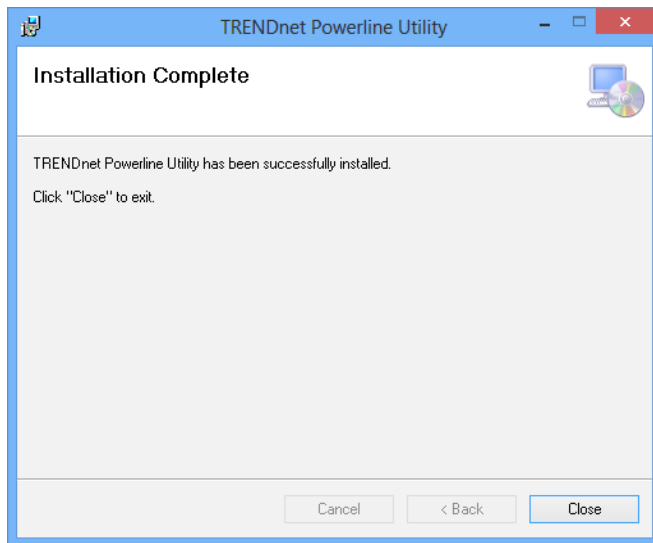 TRENDnet Powerline Utility
Installation Complete
TRENDnet Powerline Utility has been successfully installed.
Click "Close" to exit.
Cancel
< Back
Close